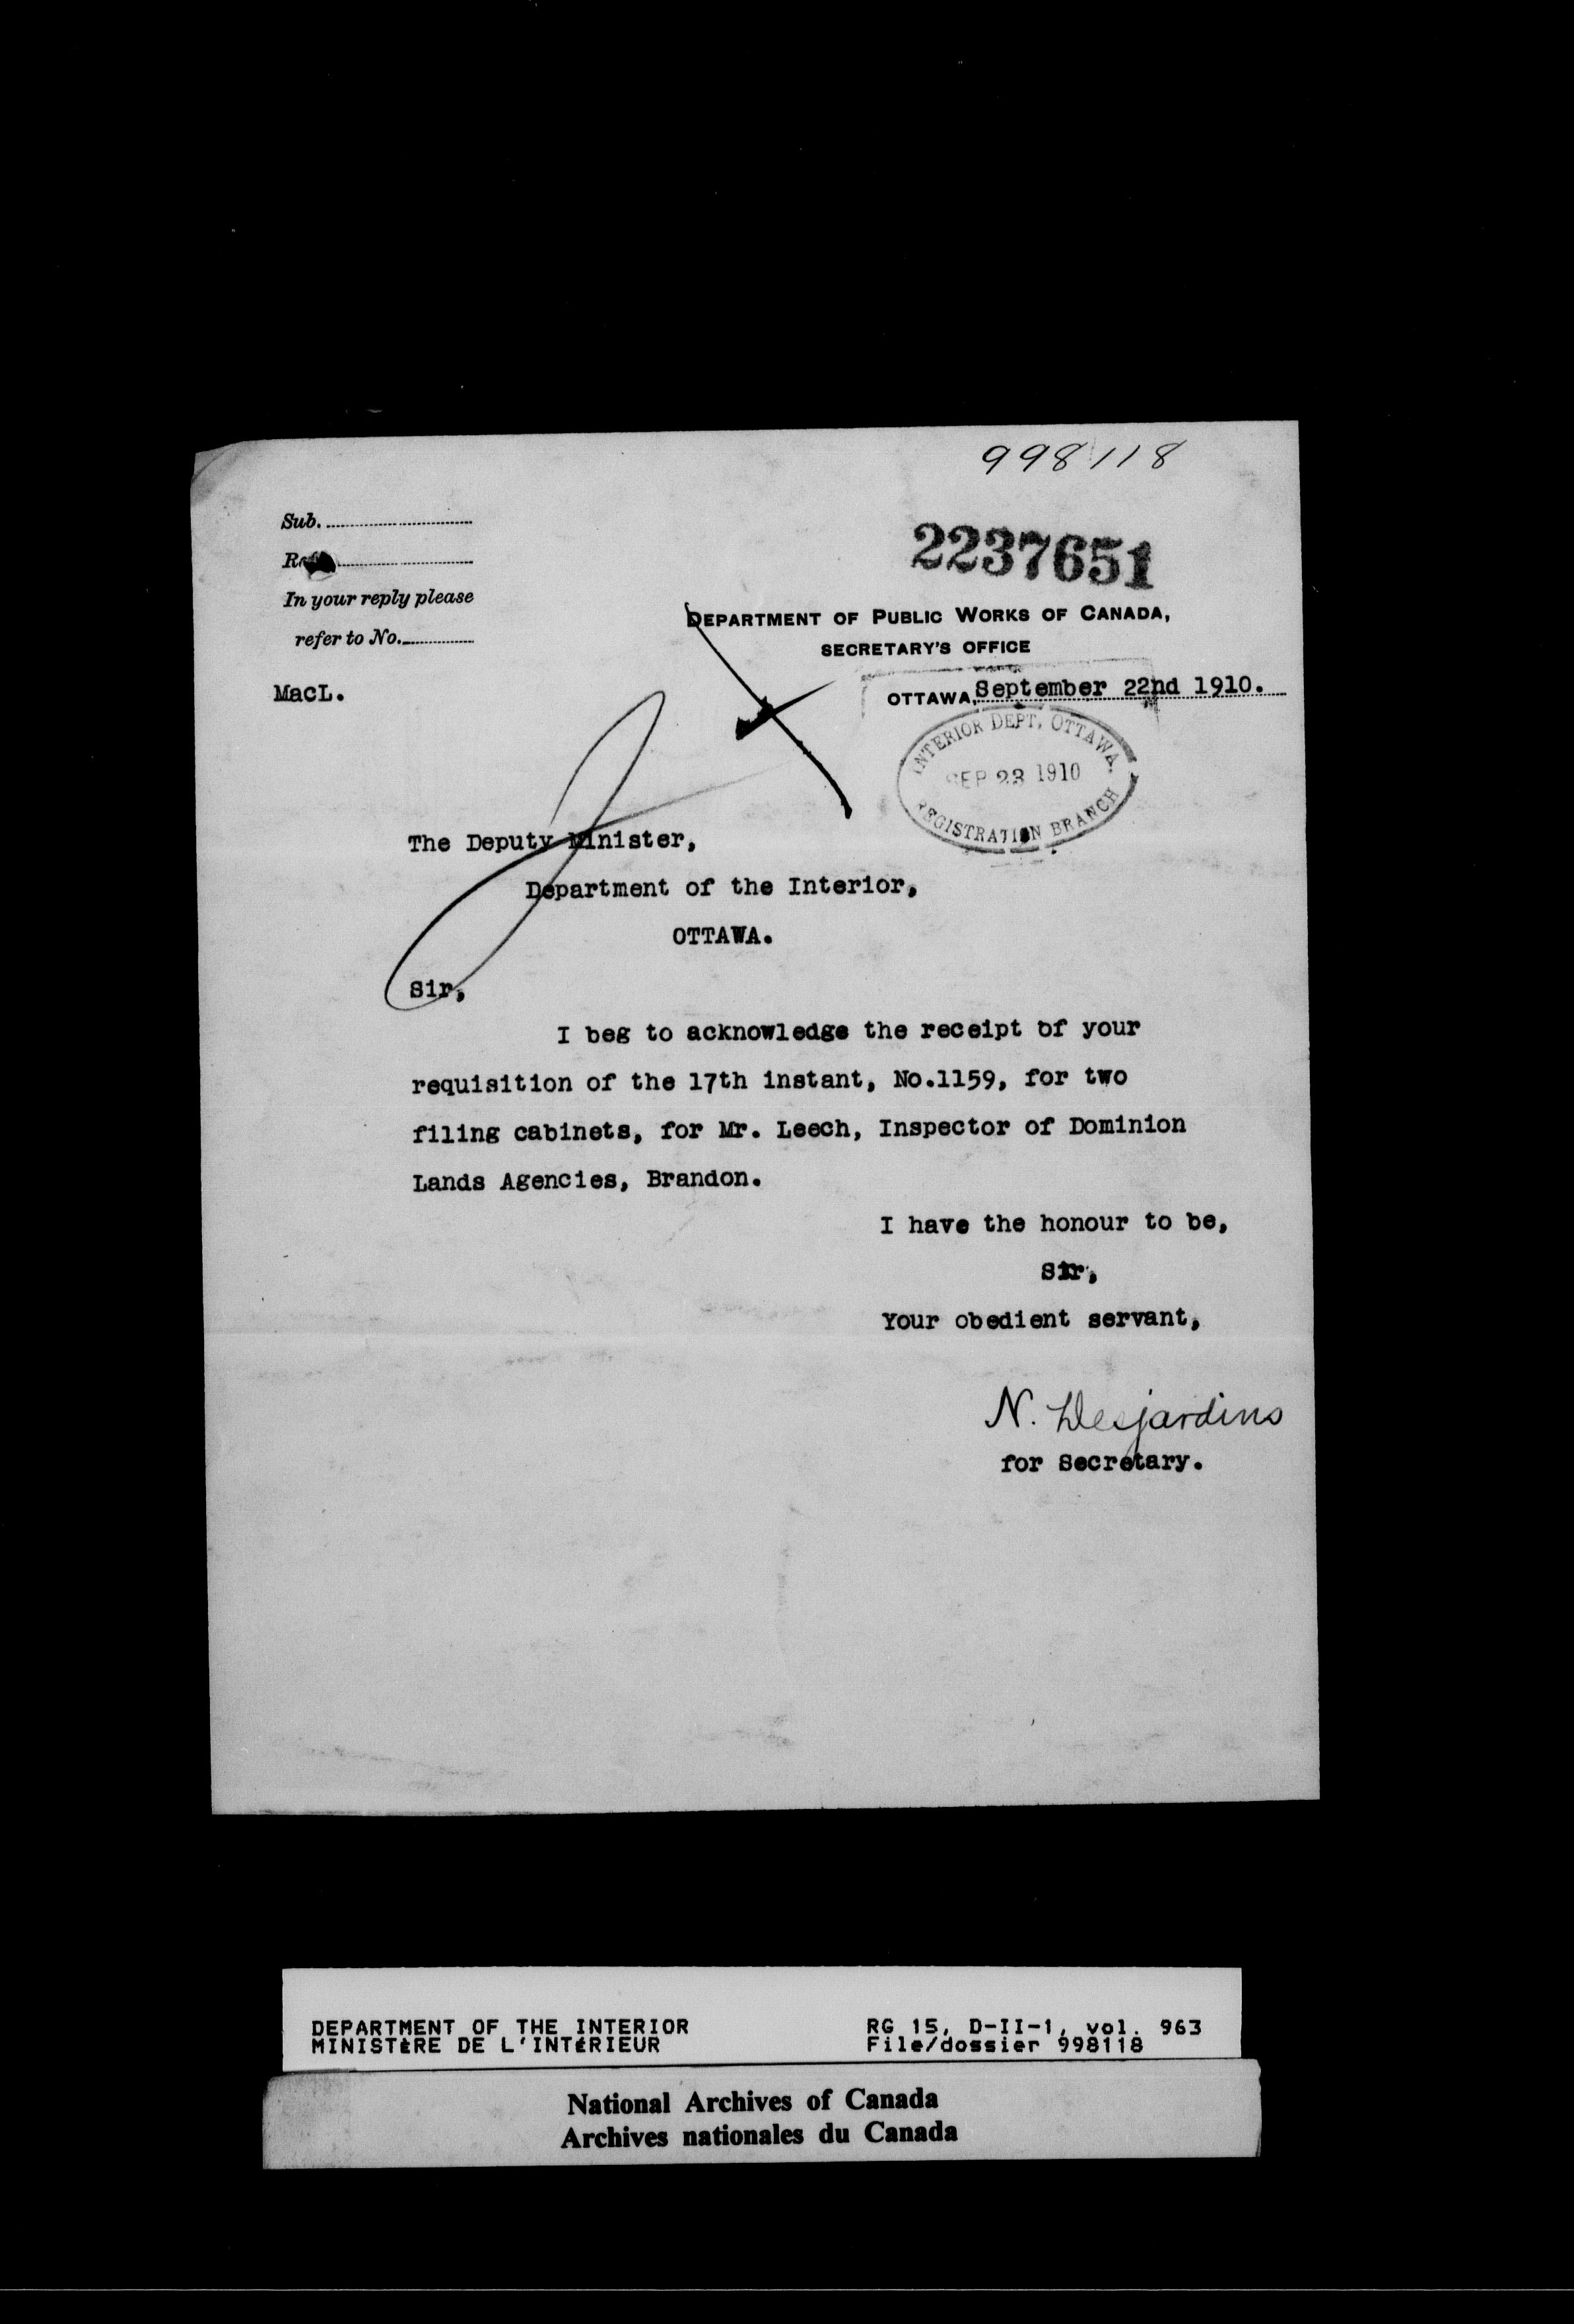 998118
Sub.
Ref.
In your reply please
refer to No.
2237651
DEPARTMENT OF PUBLIC WORKS OF CANADA,
SECRETARY'S OFFICE
MacL.
OTTAWA, September 22nd 1910.
INTERIOR DEPT. OTTAWA.
SEP 23 1910
REGISTRATION BRANCH
The Deputy Minister,
Department of the Interior,
OTTAWA.
Sir,
I beg to acknowledge the receipt of your
requisition of the 17th instant, No.1159, for two
filing cabinets, for Mr. Leech, Inspector of Dominion
Lands Agencies, Brandon.
I have the honour to be,
Sir,
Your obedient servant,
N. Desjardins
for Secretary.
DEPARTMENT OF THE INTERIOR RG 15, D-II-1, vol. 963
MINISTÈRE DE L'INTÉRIEUR File/dossier 998118
National Archives of Canada
Archives nationales du Canada